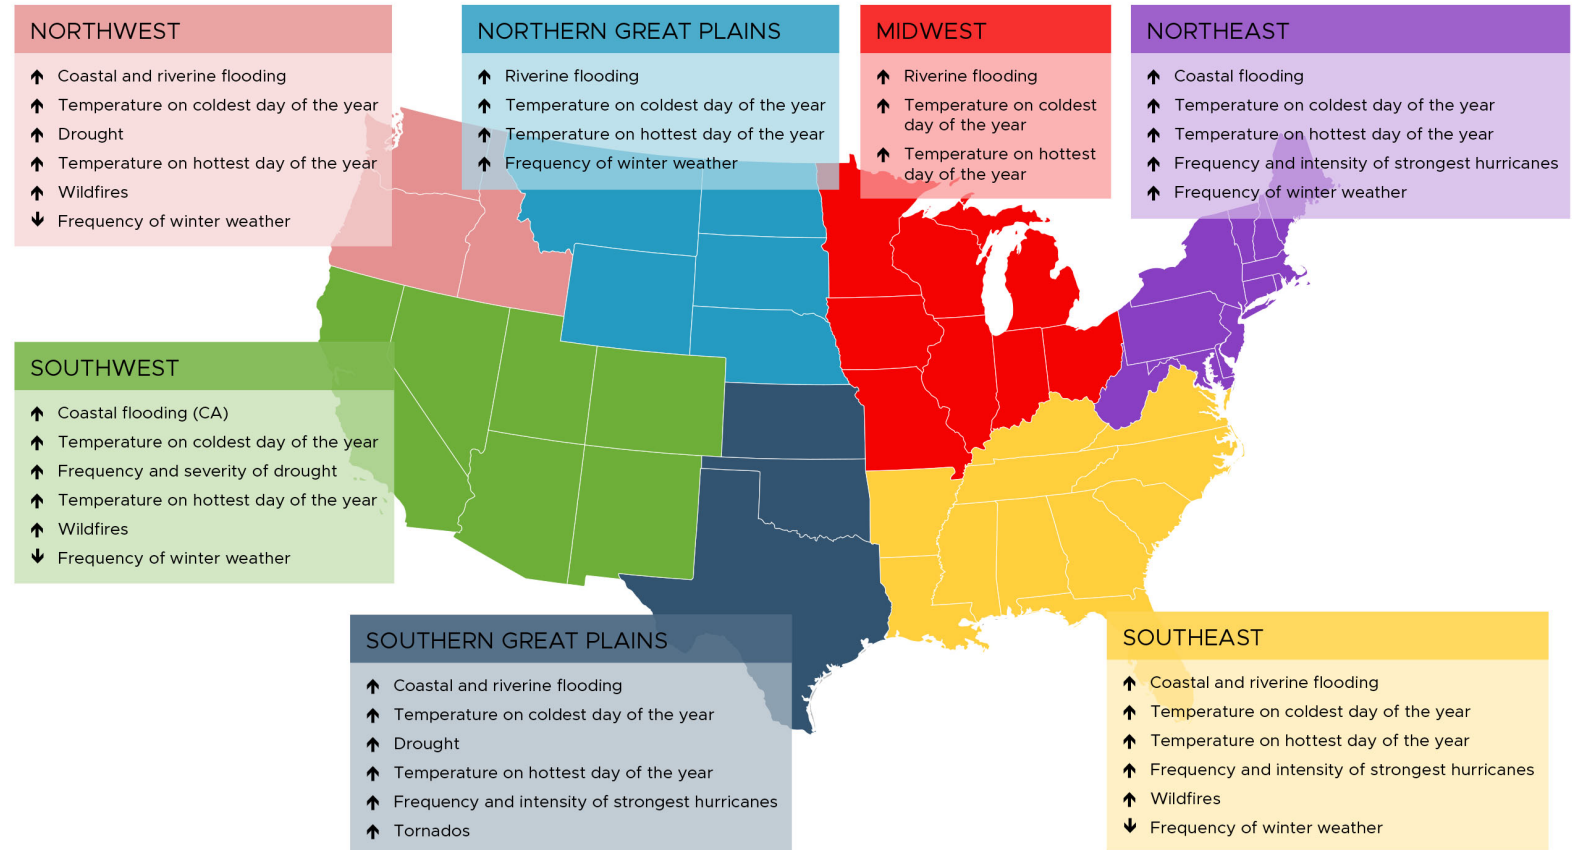 NORTHWEST
↑ Coastal and riverine flooding
↑ Temperature on coldest day of the year
↑ Drought
↑ Temperature on hottest day of the year
↑ Wildfires
↓ Frequency of winter weather
NORTHERN GREAT PLAINS
↑ Riverine flooding
↑ Temperature on coldest day of the year
↑ Temperature on hottest day of the year
↑ Frequency of winter weather
MIDWEST
↑ Riverine flooding
↑ Temperature on coldest
day of the year
↑ Temperature on hottest
day of the year
NORTHEAST
↑ Coastal flooding
↑ Temperature on coldest day of the year
↑ Temperature on hottest day of the year
↑ Frequency and intensity of strongest hurricanes
↑ Frequency of winter weather
SOUTHWEST
↑ Coastal flooding (CA)
↑ Temperature on coldest day of the year
↑ Frequency and severity of drought
↑ Temperature on hottest day of the year
↑ Wildfires
↓ Frequency of winter weather
SOUTHERN GREAT PLAINS
↑ Coastal and riverine flooding
↑ Temperature on coldest day of the year
↑ Drought
↑ Temperature on hottest day of the year
↑ Frequency and intensity of strongest hurricanes
↑ Tornados
SOUTHEAST
↑ Coastal and riverine flooding
↑ Temperature on coldest day of the year
↑ Temperature on hottest day of the year
↑ Frequency and intensity of strongest hurricanes
↑ Wildfires
↓ Frequency of winter weather